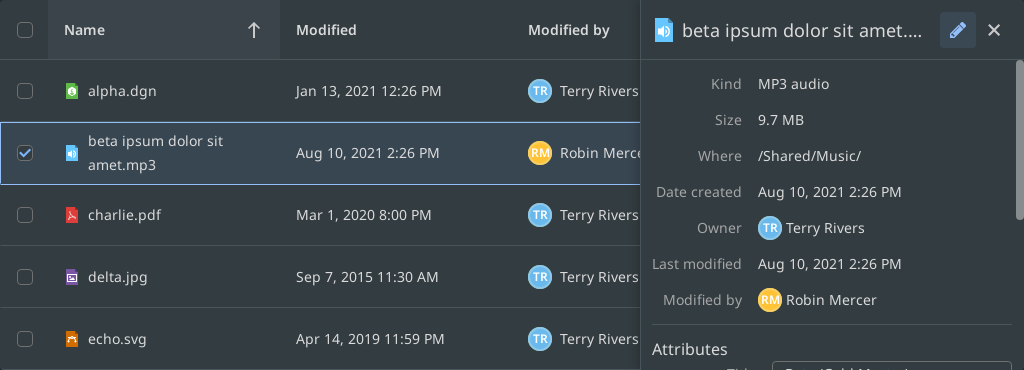 Name Modified Modified by
alpha.dgn Jan 13, 2021 12:26 PM TR Terry Rivers
beta ipsum dolor sit
amet.mp3 Aug 10, 2021 2:26 PM RM Robin
charlie.pdf Mar 1, 2020 8:00 PM TR Terry Rivers
delta.jpg Sep 7, 2015 11:30 AM TR Terry Rivers
echo.svg Apr 14, 2019 11:59 PM TR Terry Rivers
beta ipsum dolor sit amet....
Kind MP3 audio
Size 9.7 MB
Where /Shared/Music/
Date created Aug 10, 2021 2:26 PM
Owner TR Terry Rivers
Last modified Aug 10, 2021 2:26 PM
Modified by RM Robin Mercer
Attributes